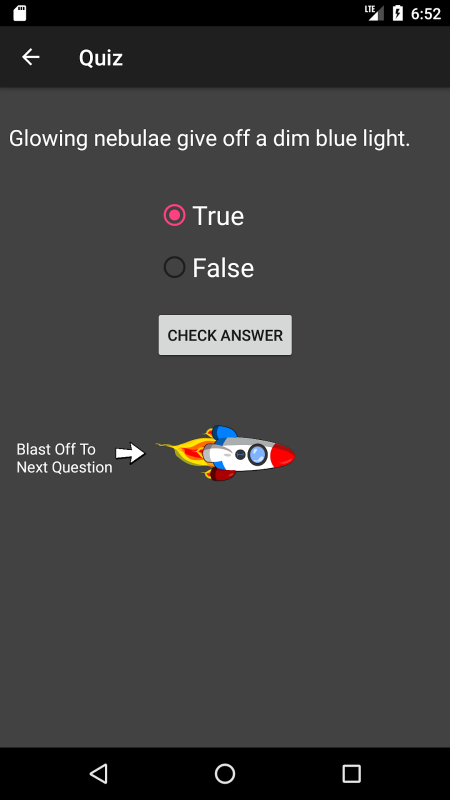 LTE 6:52
Quiz
Glowing nebulae give off a dim blue light.
True
False
CHECK ANSWER
Blast Off To
Next Question